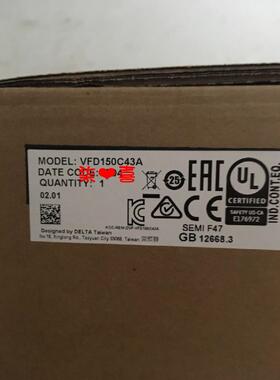 MODEL: VFD150C43A
DATE CODE:
QUANTITY: 1
02.01
25
EAC
UL
CERTIFIED
SAFETY US-CA
E176972
IND.CONT.EQ.
SEMI F47
GB 12668.3
Designed by DELTA Taiwan